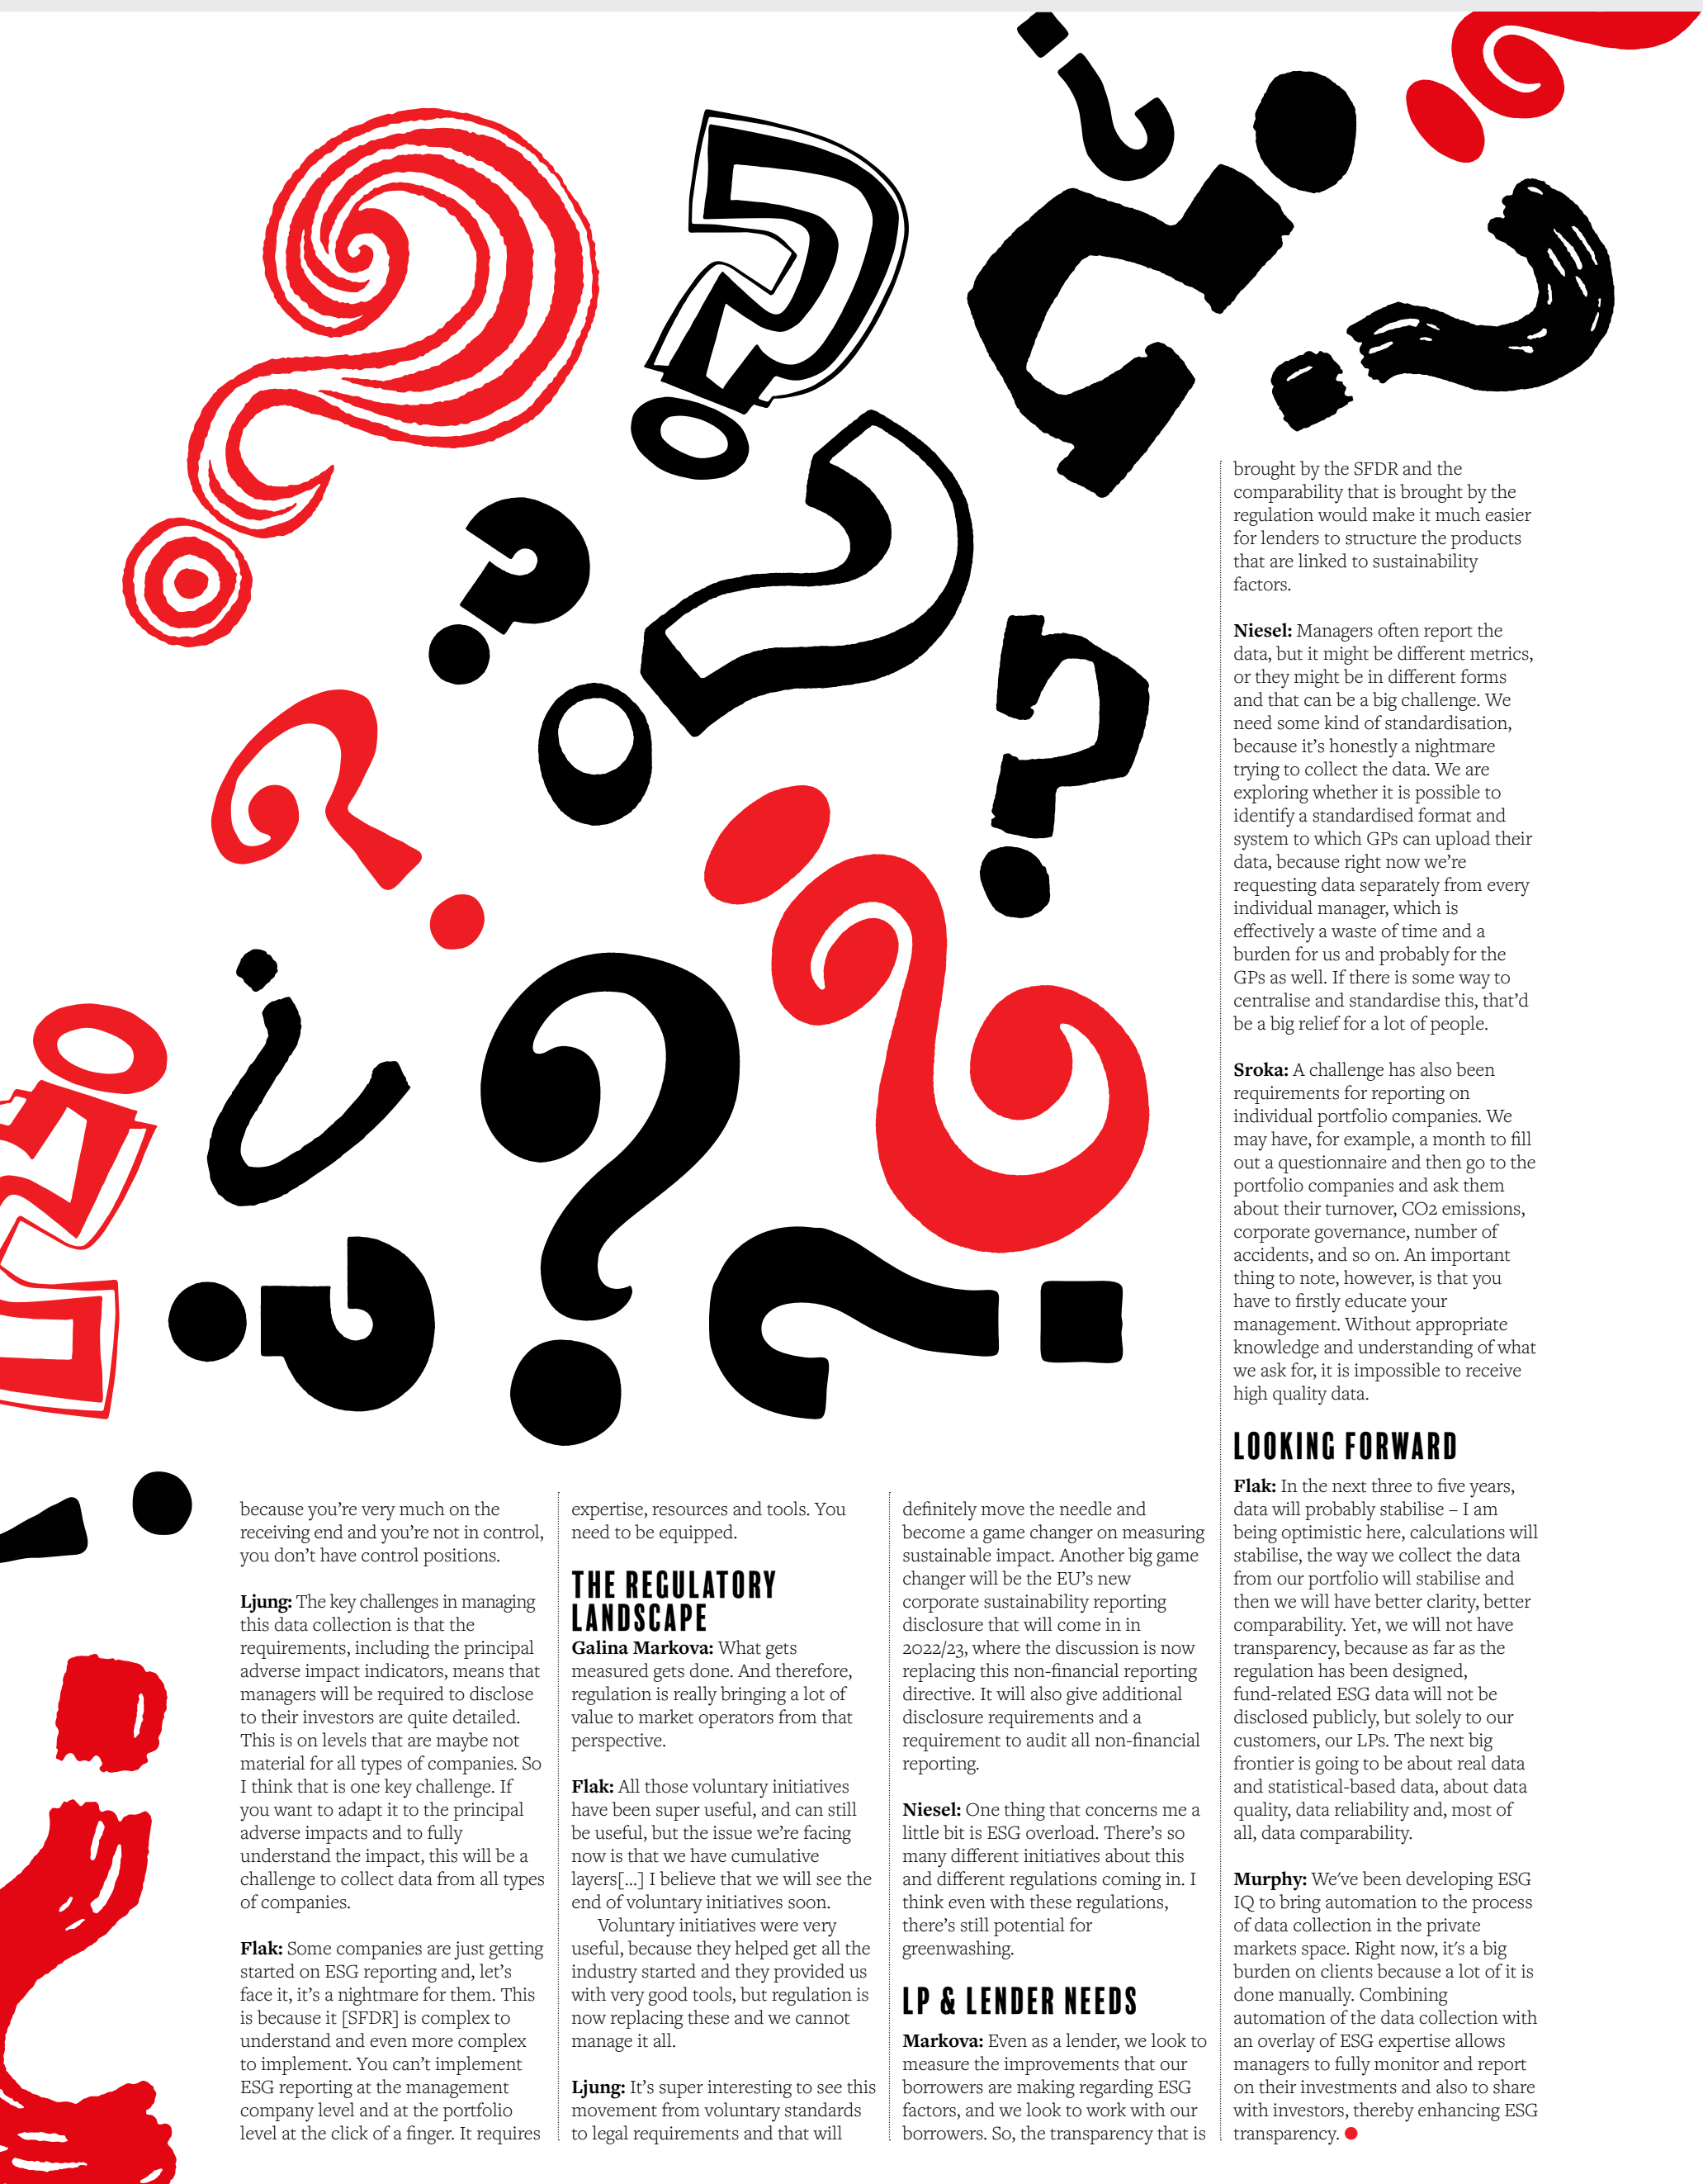 because you're very much on the
receiving end and you're not in control,
you don't have control positions.
Ljung: The key challenges in managing
this data collection is that the
requirements, including the principal
adverse impact indicators, means that
managers will be required to disclose
to their investors are quite detailed.
This is on levels that are maybe not
material for all types of companies. So
I think that is one key challenge. If
you want to adapt it to the principal
adverse impacts and to fully
understand the impact, this will be a
challenge to collect data from all types
of companies.
Flak: Some companies are just getting
started on ESG reporting and, let's
face it, it's a nightmare for them. This
is because it [SFDR] is complex to
understand and even more complex
to implement. You can't implement
ESG reporting at the management
company level and at the portfolio
level at the click of a finger. It requires
expertise, resources and tools. You
need to be equipped.
THE REGULATORY
LANDSCAPE
Galina Markova: What gets
measured gets done. And therefore,
regulation is really bringing a lot of
value to market operators from that
perspective.
Flak: All those voluntary initiatives
have been super useful, and can still
be useful, but the issue we're facing
now is that we have cumulative
layers[...] I believe that we will see the
end of voluntary initiatives soon.
Voluntary initiatives were very
useful, because they helped get all the
industry started and they provided us
with very good tools, but regulation is
now replacing these and we cannot
manage it all.
Ljung: It's super interesting to see this
movement from voluntary standards
to legal requirements and that will
definitely move the needle and
become a game changer on measuring
sustainable impact. Another big game
changer will be the EU's new
corporate sustainability reporting
disclosure that will come in in
2022/23, where the discussion is now
replacing this non-financial reporting
directive. It will also give additional
disclosure requirements and a
requirement to audit all non-financial
reporting.
Niesel: One thing that concerns me a
little bit is ESG overload. There's so
many different initiatives about this
and different regulations coming in. I
think even with these regulations,
there's still potential for
greenwashing.
LP & LENDER NEEDS
Markova: Even as a lender, we look to
measure the improvements that our
borrowers are making regarding ESG
factors, and we look to work with our
borrowers. So, the transparency that is
brought by the SFDR and the
comparability that is brought by the
regulation would make it much easier
for lenders to structure the products
that are linked to sustainability
factors.
Niesel: Managers often report the
data, but it might be different metrics,
or they might be in different forms
and that can be a big challenge. We
need some kind of standardisation,
because it's honestly a nightmare
trying to collect the data. We are
exploring whether it is possible to
identify a standardised format and
system to which GPs can upload their
data, because right now we're
requesting data separately from every
individual manager, which is
effectively a waste of time and a
burden for us and probably for the
GPs as well. If there is some way to
centralise and standardise this, that'd
be a big relief for a lot of people.
Sroka: A challenge has also been
requirements for reporting on
individual portfolio companies. We
may have, for example, a month to fill
out a questionnaire and then go to the
portfolio companies and ask them
about their turnover, CO2 emissions,
corporate governance, number of
accidents, and so on. An important
thing to note, however, is that you
have to firstly educate your
management. Without appropriate
knowledge and understanding of what
we ask for, it is impossible to receive
high quality data.
LOOKING FORWARD
Flak: In the next three to five years,
data will probably stabilise – I am
being optimistic here, calculations will
stabilise, the way we collect the data
from our portfolio will stabilise and
then we will have better clarity, better
comparability. Yet, we will not have
transparency, because as far as the
regulation has been designed,
fund-related ESG data will not be
disclosed publicly, but solely to our
customers, our LPs. The next big
frontier is going to be about real data
and statistical-based data, about data
quality, data reliability and, most of
all, data comparability.
Murphy: We've been developing ESG
IQ to bring automation to the process
of data collection in the private
markets space. Right now, it's a big
burden on clients because a lot of it is
done manually. Combining
automation of the data collection with
an overlay of ESG expertise allows
managers to fully monitor and report
on their investments and also to share
with investors, thereby enhancing ESG
transparency.